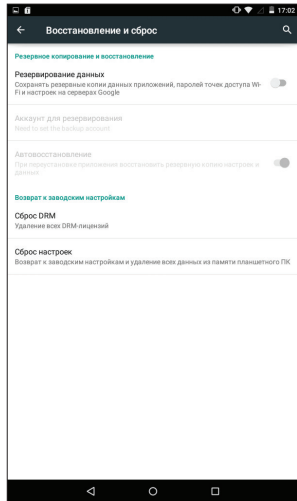 17:02
Восстановление и сброс
Резервное копирование и восстановление
Резервирование данных
Сохранять резервные копии данных приложений, паролей точек доступа Wi-
Fi и настроек на серверах Google
Аккаунт для резервирования
Need to set the backup account
Автовосстановление
При переустановке приложения восстановить резервную копию настроек и
данных
Возврат к заводским настройкам
Сброс DRM
Удаление всех DRM-лицензий
Сброс настроек
Возврат к заводским настройкам и удаление всех данных из памяти планшетного ПК